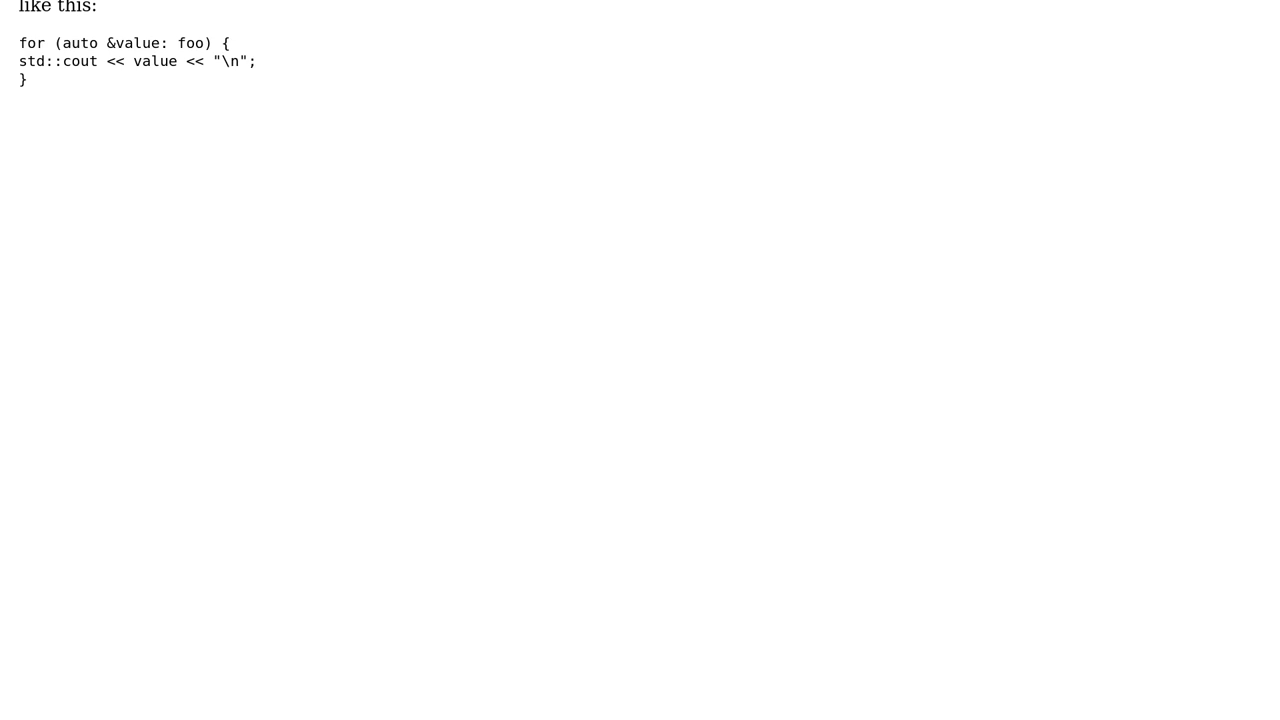 like this:
for (auto &value: foo) {
std::cout << value << "\n";
}